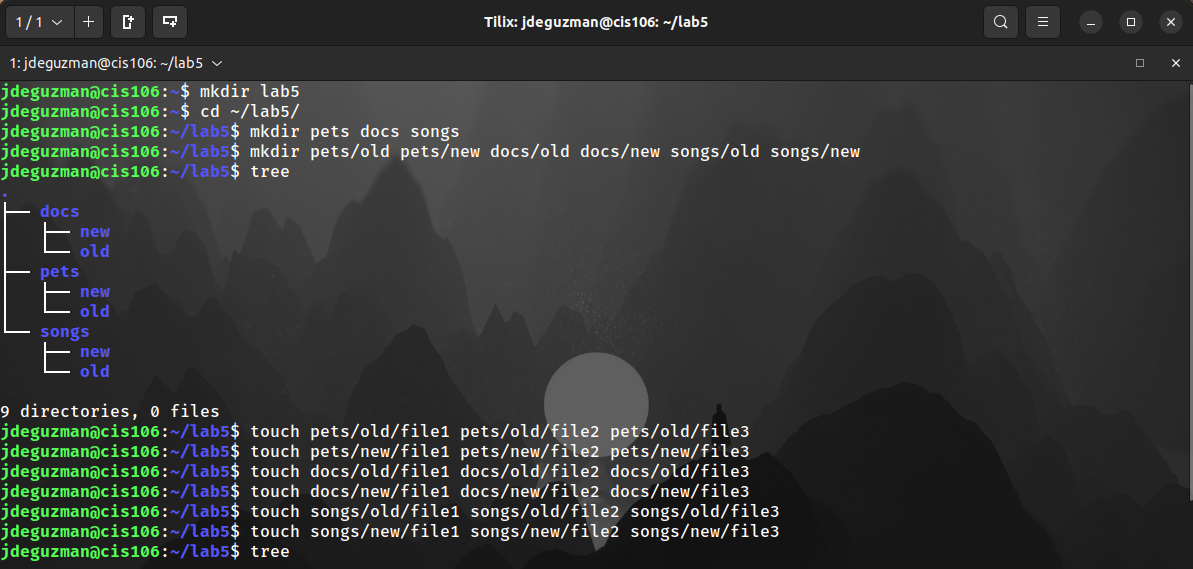 1 / 1
Tilix: jdeguzman@cis106: ~/lab5
1: jdeguzman@cis106: ~/lab5
jdeguzman@cis106:~$ mkdir lab5
jdeguzman@cis106:~$ cd ~/lab5/
jdeguzman@cis106:~/lab5$ mkdir pets docs songs
jdeguzman@cis106:~/lab5$ mkdir pets/old pets/new docs/old docs/new songs/old songs/new
jdeguzman@cis106:~/lab5$ tree
.
├── docs
│   ├── new
│   └── old
├── pets
│   ├── new
│   └── old
└── songs
    ├── new
    └── old
9 directories, 0 files
jdeguzman@cis106:~/lab5$ touch pets/old/file1 pets/old/file2 pets/old/file3
jdeguzman@cis106:~/lab5$ touch pets/new/file1 pets/new/file2 pets/new/file3
jdeguzman@cis106:~/lab5$ touch docs/old/file1 docs/old/file2 docs/old/file3
jdeguzman@cis106:~/lab5$ touch docs/new/file1 docs/new/file2 docs/new/file3
jdeguzman@cis106:~/lab5$ touch songs/old/file1 songs/old/file2 songs/old/file3
jdeguzman@cis106:~/lab5$ touch songs/new/file1 songs/new/file2 songs/new/file3
jdeguzman@cis106:~/lab5$ tree